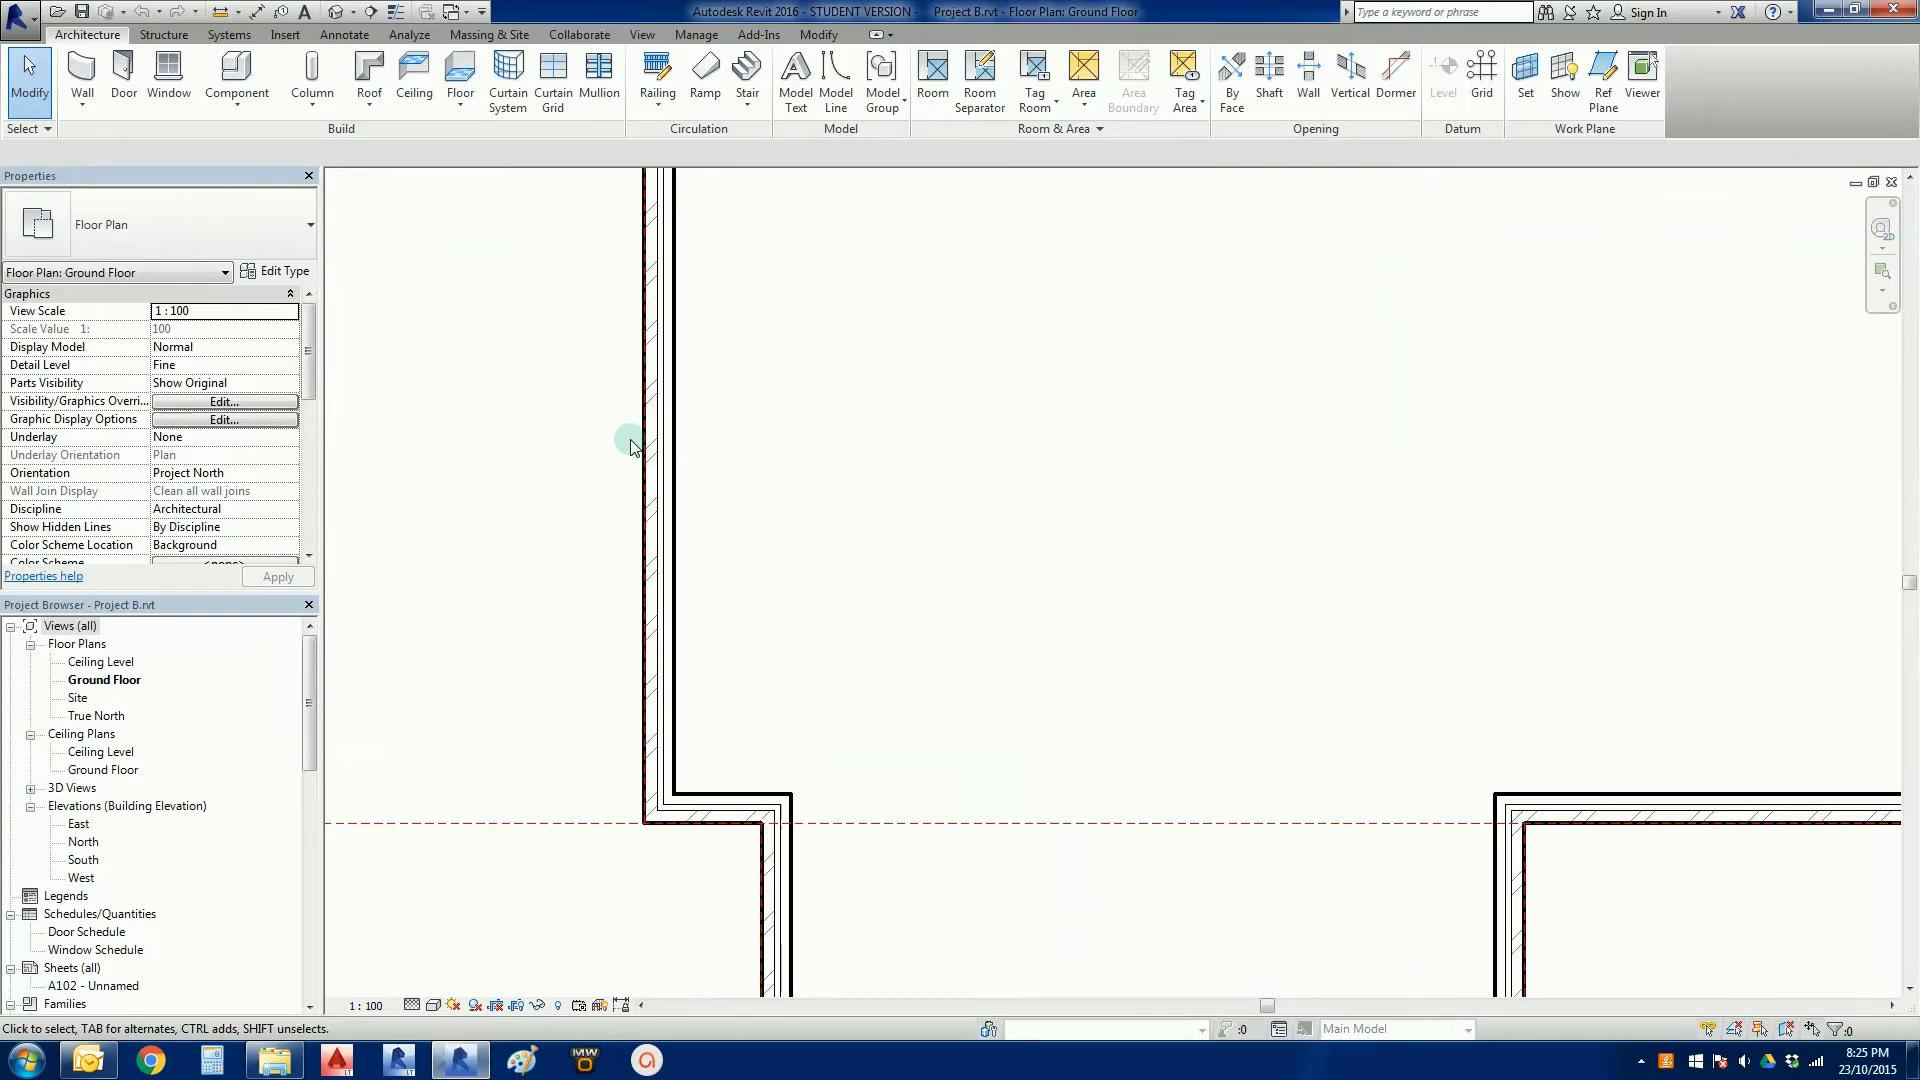 Autodesk Revit 2016 - STUDENT VERSION - Project B.rvt - Floor Plan: Ground Floor
Type a keyword or phrase
Sign In
Architecture Structure Systems Insert Annotate Analyze Massing & Site Collaborate View Manage Add-Ins Modify
Modify Wall Door Window Component Column Roof Ceiling Floor Curtain System Curtain Grid Mullion Railing Ramp Stair Model Text Model Line Model Group Room Room Separator Tag Room Area Area Boundary Tag Area By Face Shaft Wall Vertical Dormer Level Grid Set Show Ref Plane Viewer
Select Build Circulation Model Room & Area Opening Datum Work Plane
Properties
Floor Plan
Floor Plan: Ground Floor Edit Type
Graphics
View Scale 1 : 100
Scale Value 1: 100
Display Model Normal
Detail Level Fine
Parts Visibility Show Original
Visibility/Graphics Overri... Edit...
Graphic Display Options Edit...
Underlay None
Underlay Orientation Plan
Orientation Project North
Wall Join Display Clean all wall joins
Discipline Architectural
Show Hidden Lines By Discipline
Color Scheme Location Background
Color Scheme <none>
Properties help Apply
Project Browser - Project B.rvt
Views (all)
Floor Plans
Ceiling Level
Ground Floor
Site
True North
Ceiling Plans
Ceiling Level
Ground Floor
3D Views
Elevations (Building Elevation)
East
North
South
West
Legends
Schedules/Quantities
Door Schedule
Window Schedule
Sheets (all)
A102 - Unnamed
Families
2D
1 : 100
Click to select, TAB for alternates, CTRL adds, SHIFT unselects.
:0
Main Model
:0
LT
LT
MW
8:25 PM
23/10/2015